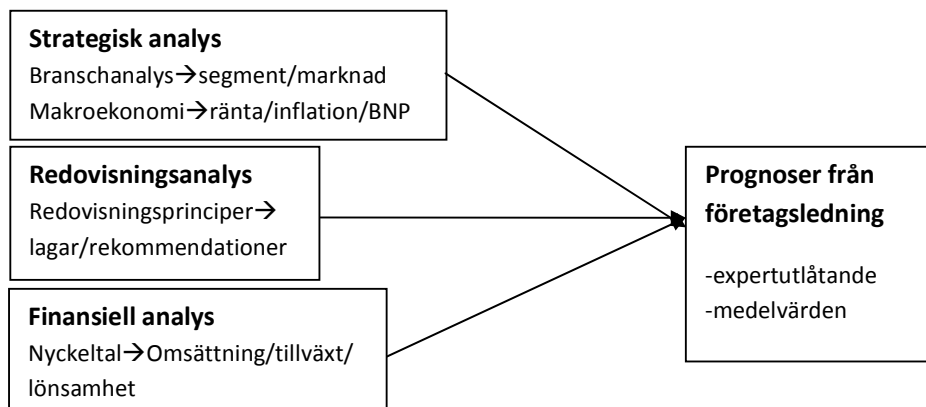 Strategisk analys
Branschanalys→segment/marknad
Makroekonomi→ränta/inflation/BNP
Redovisningsanalys
Redovisningsprinciper→
lagar/rekommendationer
Finansiell analys
Nyckeltal→Omsättning/tillväxt/
lönsamhet
Prognoser från
företagsledning
-expertutlåtande
-medelvärden